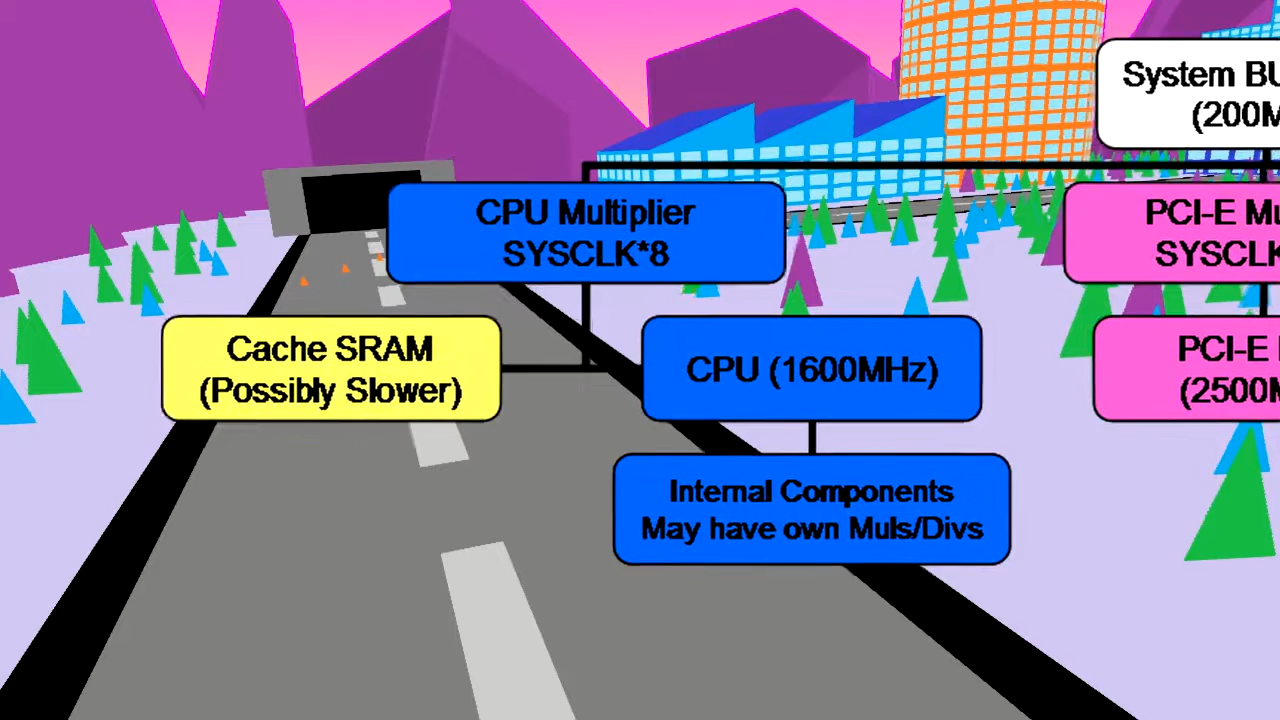 System BU
(200M
CPU Multiplier
SYSCLK*8
PCI-E Mu
SYSCLK
Cache SRAM
(Possibly Slower)
CPU (1600MHz)
PCI-E
(2500M
Internal Components
May have own Muls/Divs